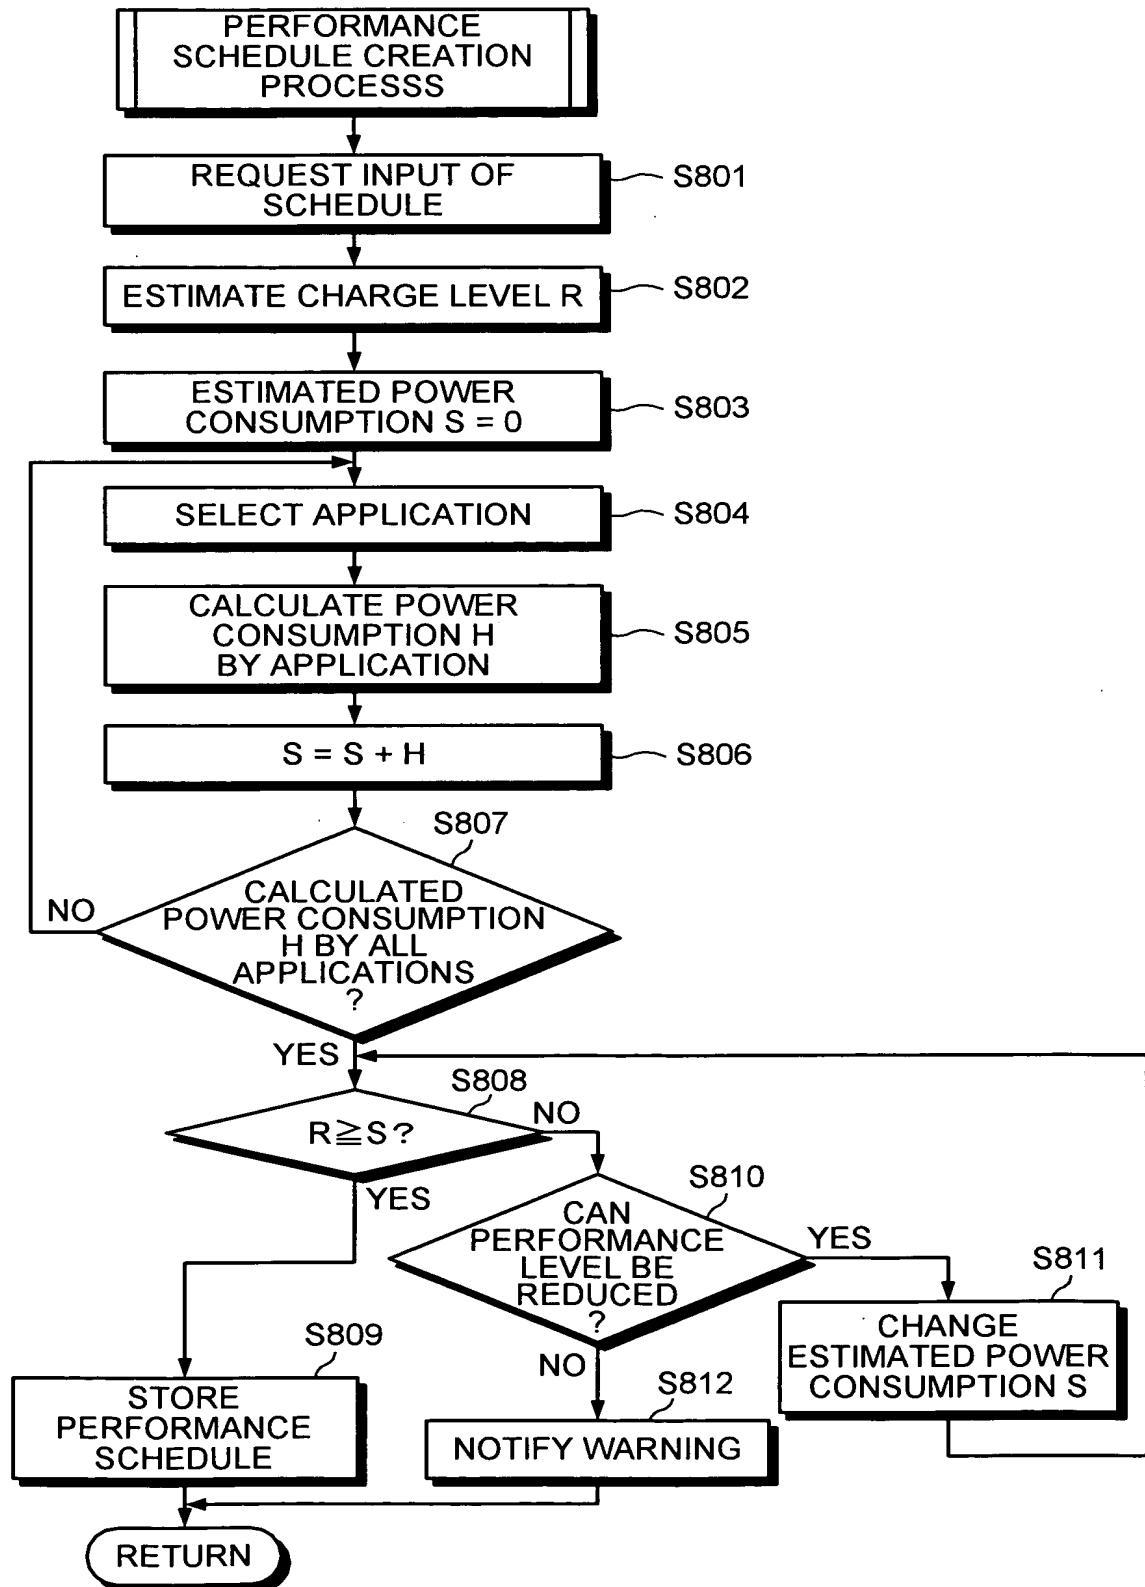 PERFORMANCE
SCHEDULE CREATION
PROCESSS
REQUEST INPUT OF
SCHEDULE
S801
ESTIMATE CHARGE LEVEL R
S802
ESTIMATED POWER
CONSUMPTION S = 0
S803
SELECT APPLICATION
S804
CALCULATE POWER
CONSUMPTION H
BY APPLICATION
S805
S = S + H
S806
S807
CALCULATED
POWER CONSUMPTION
H BY ALL
APPLICATIONS
?
NO
YES
S808
R≧S?
NO
YES
S810
CAN
PERFORMANCE
LEVEL BE
REDUCED
?
YES
NO
S811
CHANGE
ESTIMATED POWER
CONSUMPTION S
S809
STORE
PERFORMANCE
SCHEDULE
S812
NOTIFY WARNING
RETURN